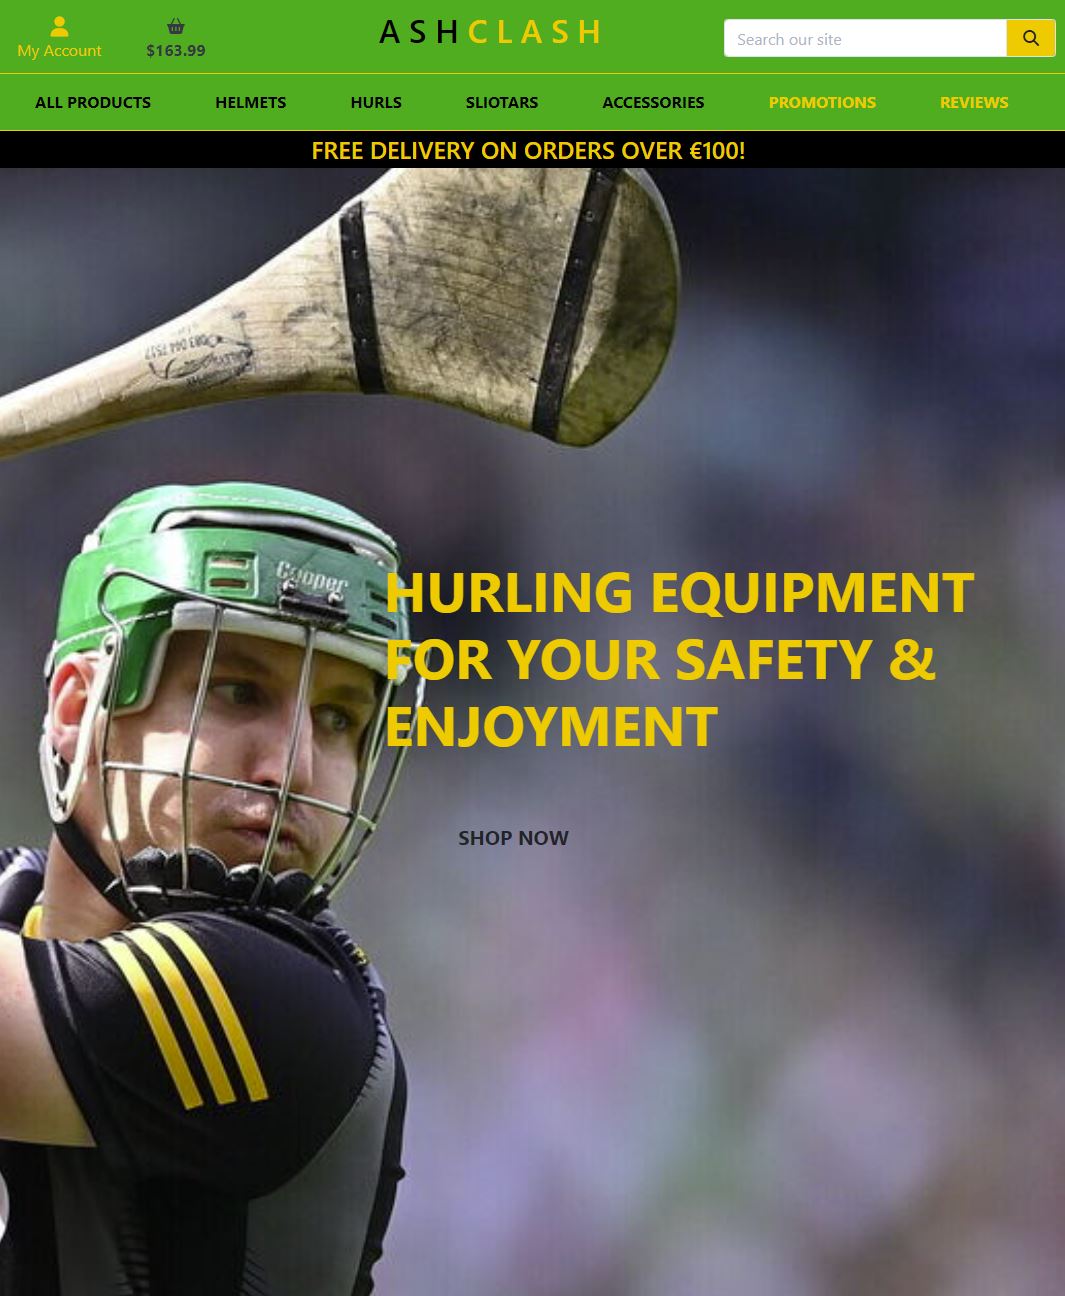 My Account
$163.99
ASHCLASH
Search our site
ALL PRODUCTS HELMETS HURLS SLIOTARS ACCESSORIES PROMOTIONS REVIEWS
FREE DELIVERY ON ORDERS OVER €100!
Cooper
HURLING EQUIPMENT
FOR YOUR SAFETY &
ENJOYMENT
SHOP NOW